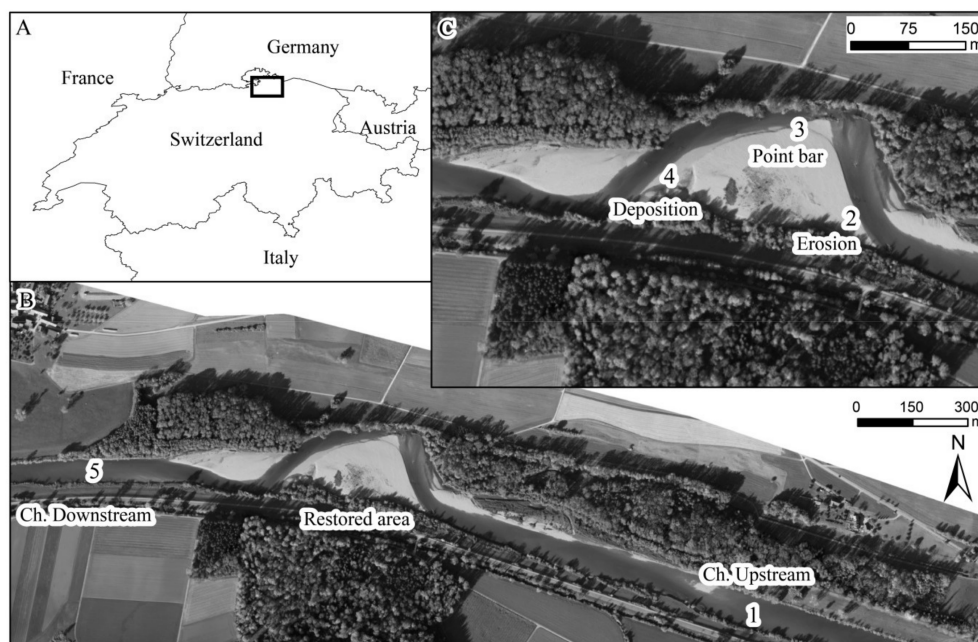 A
Germany
France
Switzerland
Austria
Italy
C
0 75 150
m
3
Point bar
4
Deposition
2
Erosion
B
0 150 300
m
N
5
Ch. Downstream
Restored area
Ch. Upstream
1